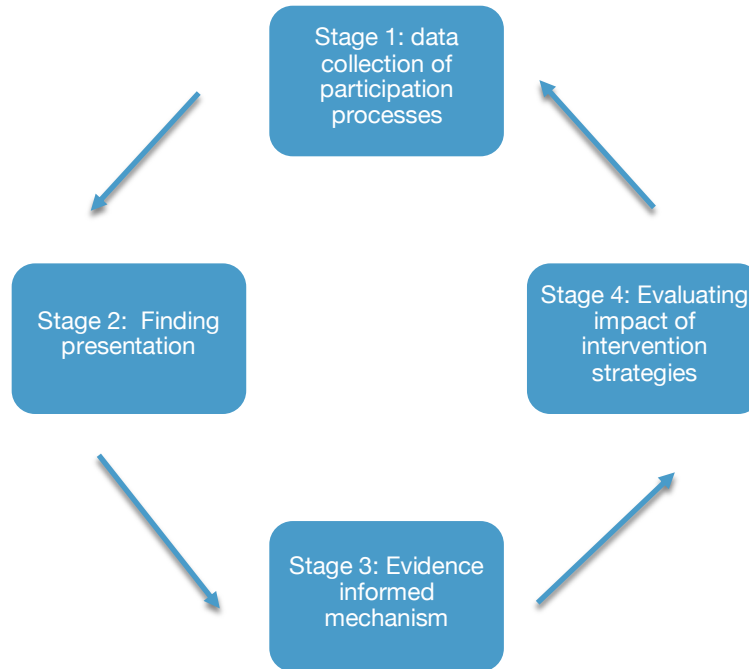 Stage 1: data
collection of
participation
processes
Stage 2:  Finding
presentation
Stage 3: Evidence
informed
mechanism
Stage 4: Evaluating
impact of
intervention
strategies